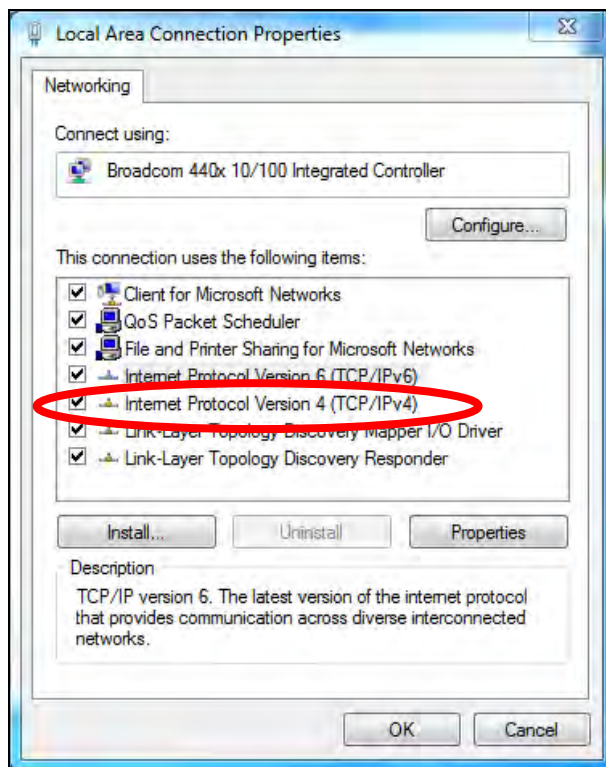 Local Area Connection Properties
Networking
Connect using:
Broadcom 440x 10/100 Integrated Controller
Configure...
This connection uses the following items:
Client for Microsoft Networks
QoS Packet Scheduler
File and Printer Sharing for Microsoft Networks
Internet Protocol Version 6 (TCP/IPv6)
Internet Protocol Version 4 (TCP/IPv4)
Link-Layer Topology Discovery Mapper I/O Driver
Link-Layer Topology Discovery Responder
Install... Uninstall Properties
Description
TCP/IP version 6. The latest version of the internet protocol
that provides communication across diverse interconnected
networks.
OK Cancel